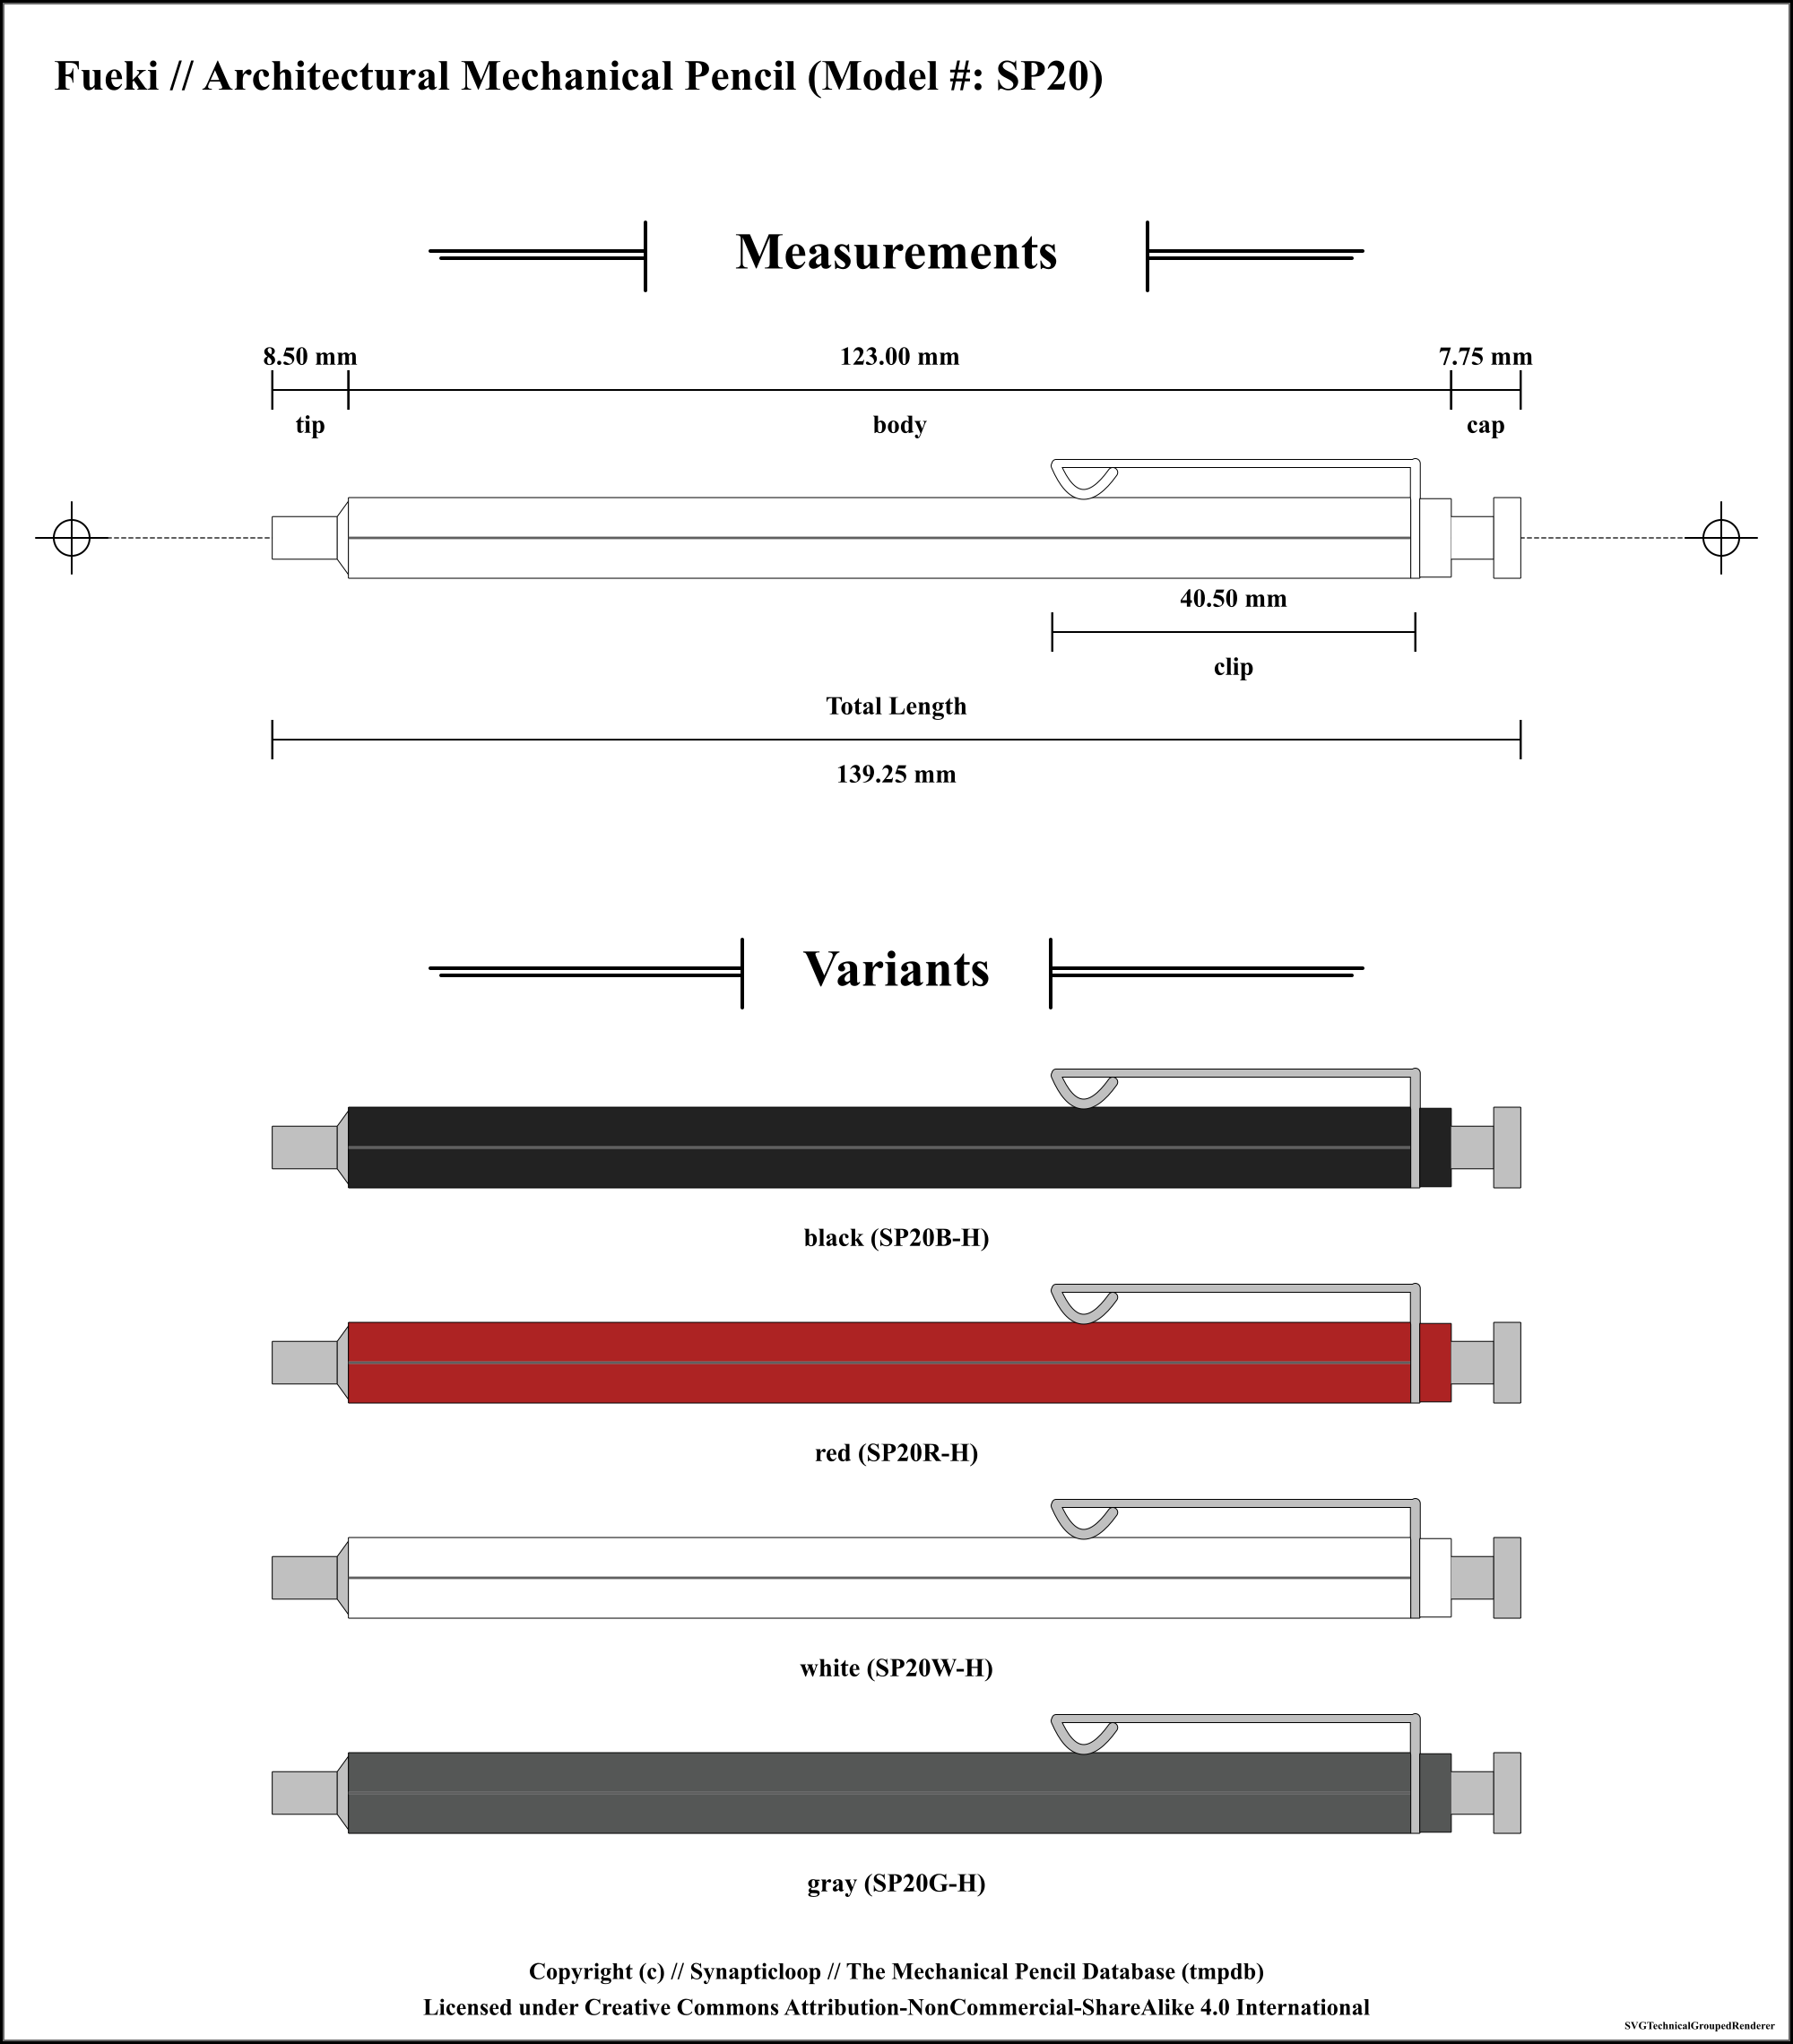 Fueki // Architectural Mechanical Pencil (Model #: SP20)
Measurements
8.50 mm 123.00 mm 7.75 mm
tip body cap
40.50 mm
clip
Total Length
139.25 mm
Variants
black (SP20B-H)
red (SP20R-H)
white (SP20W-H)
gray (SP20G-H)
Copyright (c) // Synapticloop // The Mechanical Pencil Database (tmpdb)
Licensed under Creative Commons Attribution-NonCommercial-ShareAlike 4.0 International
SVGTechnicalGroupedRenderer